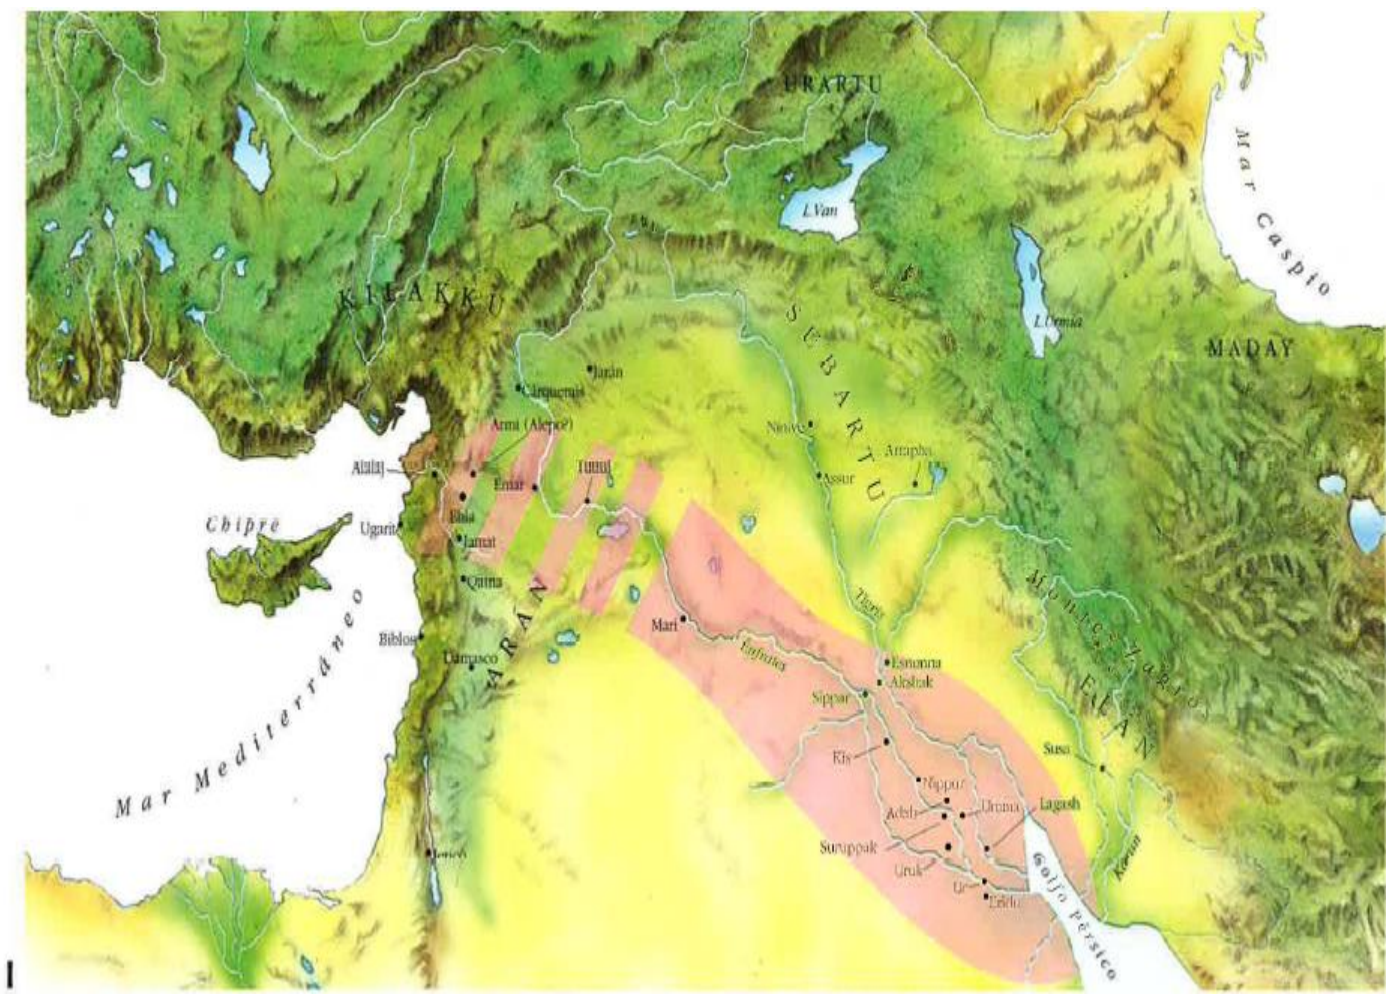 URARTU
Mar Caspio
L.Van
KILAKKU
SUBARTU
L.Urmia
MADAY
Jarán
Cárquemis
Armi (Alepo?)
Nínive
Alalaj
Tuttul
Arrapha
Emar
Assur
Ebla
Chipre
Ugarit
Jamat
Qatna
Montes Zagros
ARÁN
Tigris
Mari
Biblos
Eufrates
Damasco
Esnunna
Akshak
ELÁN
Sippar
Mar Mediterráneo
Kis
Susa
Nippur
Adab
Umma
Lagash
Suruppak
Uruk
Karun
Ur
Eridu
Golfo pérsico
I